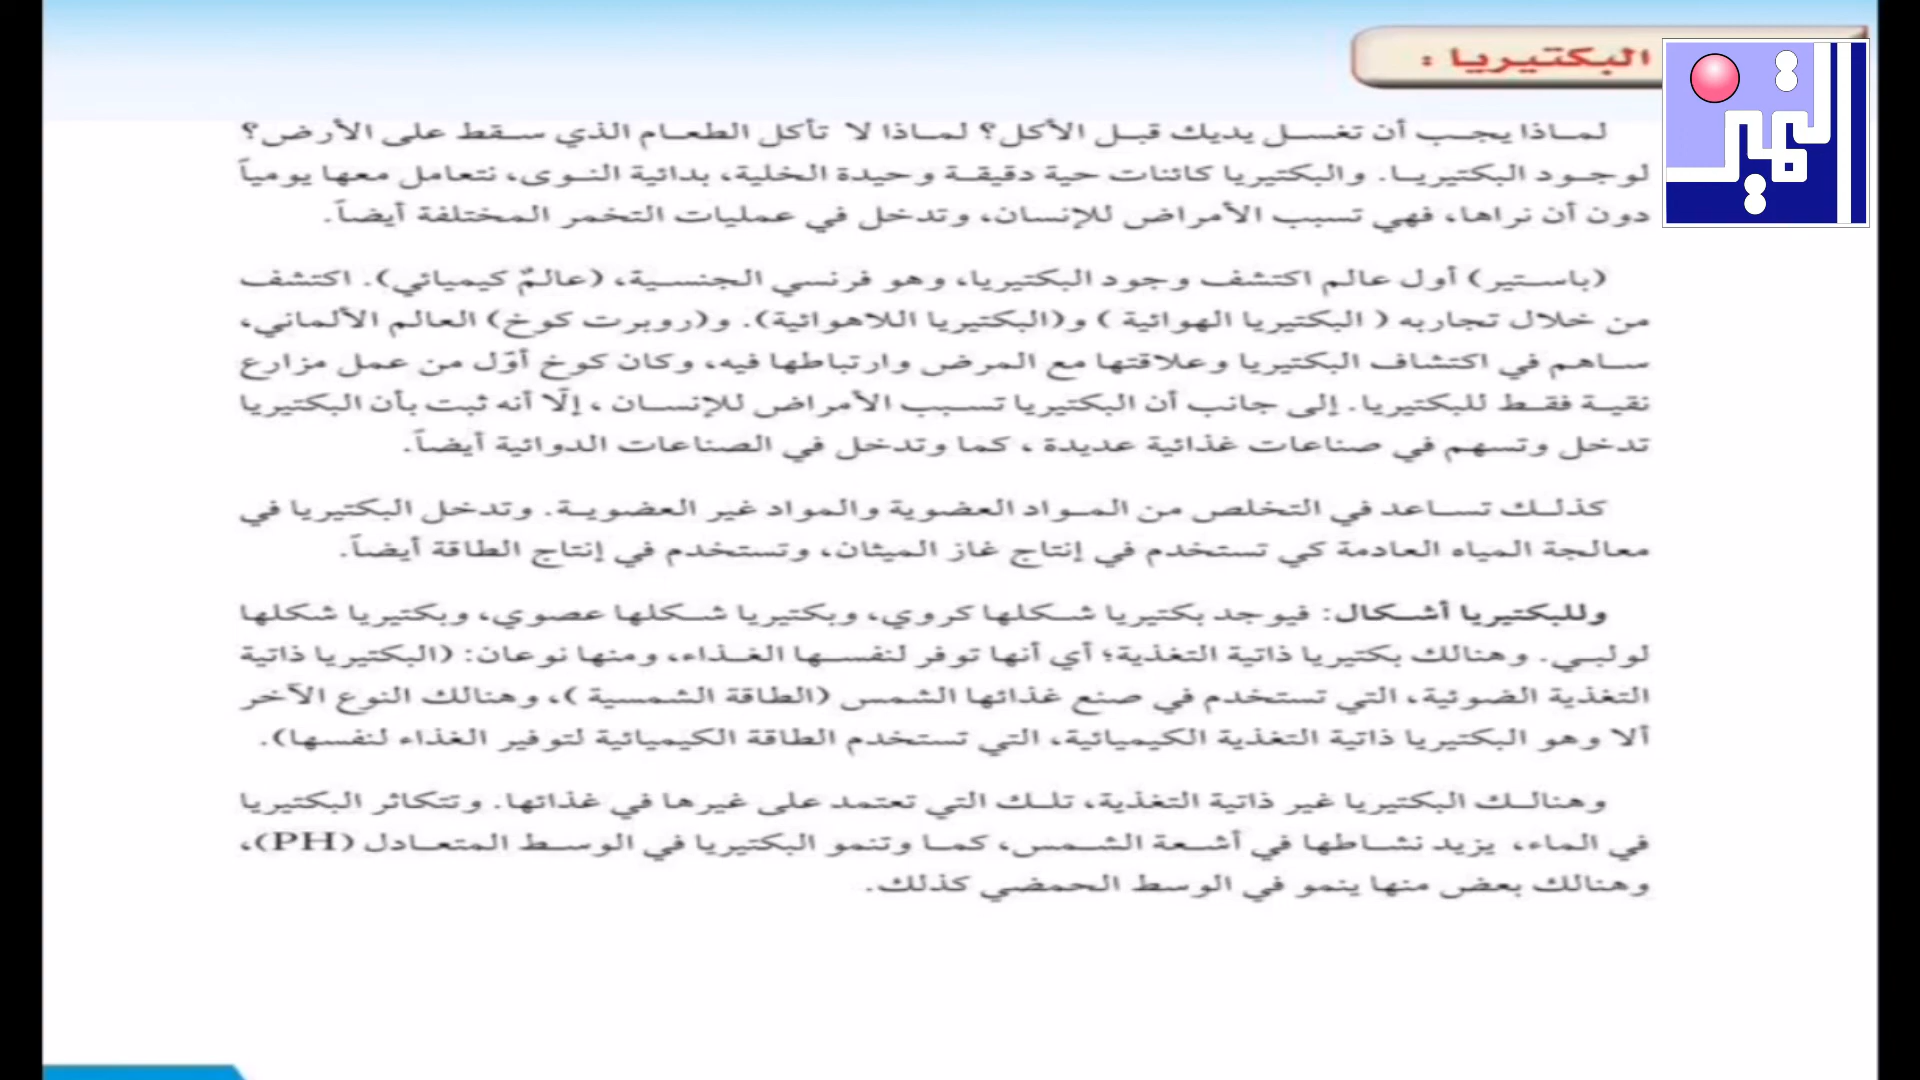 البكتيريا :
لماذا يجب أن تغسل يديك قبل الأكل؟ لماذا لا تأكل الطعام الذي سقط على الأرض؟
لوجود البكتيريا. والبكتيريا كائنات حية دقيقة وحيدة الخلية، بدائية النوى، نتعامل معها يومياً
دون أن نراها، فهي تسبب الأمراض للإنسان، وتدخل في عمليات التخمر المختلفة أيضاً.
(باستير) أول عالم اكتشف وجود البكتيريا، وهو فرنسي الجنسية، (عالمٌ كيميائي). اكتشف
من خلال تجاربه ( البكتيريا الهوائية ) و(البكتيريا اللاهوائية). و(روبرت كوخ) العالم الألماني،
ساهم في اكتشاف البكتيريا وعلاقتها مع المرض وارتباطها فيه، وكان كوخ أوّل من عمل مزارع
نقية فقط للبكتيريا. إلى جانب أن البكتيريا تسبب الأمراض للإنسان ، إلّا أنه ثبت بأن البكتيريا
تدخل وتسهم في صناعات غذائية عديدة ، كما وتدخل في الصناعات الدوائية أيضاً.
كذلك تساعد في التخلص من المواد العضوية والمواد غير العضوية. وتدخل البكتيريا في
معالجة المياه العادمة كي تستخدم في إنتاج غاز الميثان، وتستخدم في إنتاج الطاقة أيضاً.
وللبكتيريا أشكال: فيوجد بكتيريا شكلها كروي، وبكتيريا شكلها عصوي، وبكتيريا شكلها
لولبي. وهنالك بكتيريا ذاتية التغذية؛ أي أنها توفر لنفسها الغذاء، ومنها نوعان: (البكتيريا ذاتية
التغذية الضوئية، التي تستخدم في صنع غذائها الشمس (الطاقة الشمسية )، وهنالك النوع الآخر
ألا وهو البكتيريا ذاتية التغذية الكيميائية، التي تستخدم الطاقة الكيميائية لتوفير الغذاء لنفسها).
وهنالك البكتيريا غير ذاتية التغذية، تلك التي تعتمد على غيرها في غذائها. وتتكاثر البكتيريا
في الماء، يزيد نشاطها في أشعة الشمس، كما وتنمو البكتيريا في الوسط المتعادل (PH)،
وهنالك بعض منها ينمو في الوسط الحمضي كذلك.